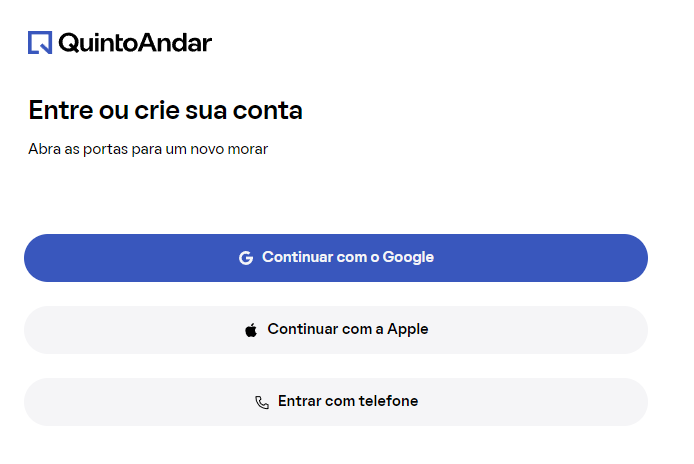 QuintoAndar
Entre ou crie sua conta
Abra as portas para um novo morar
Continuar com o Google
Continuar com a Apple
Entrar com telefone